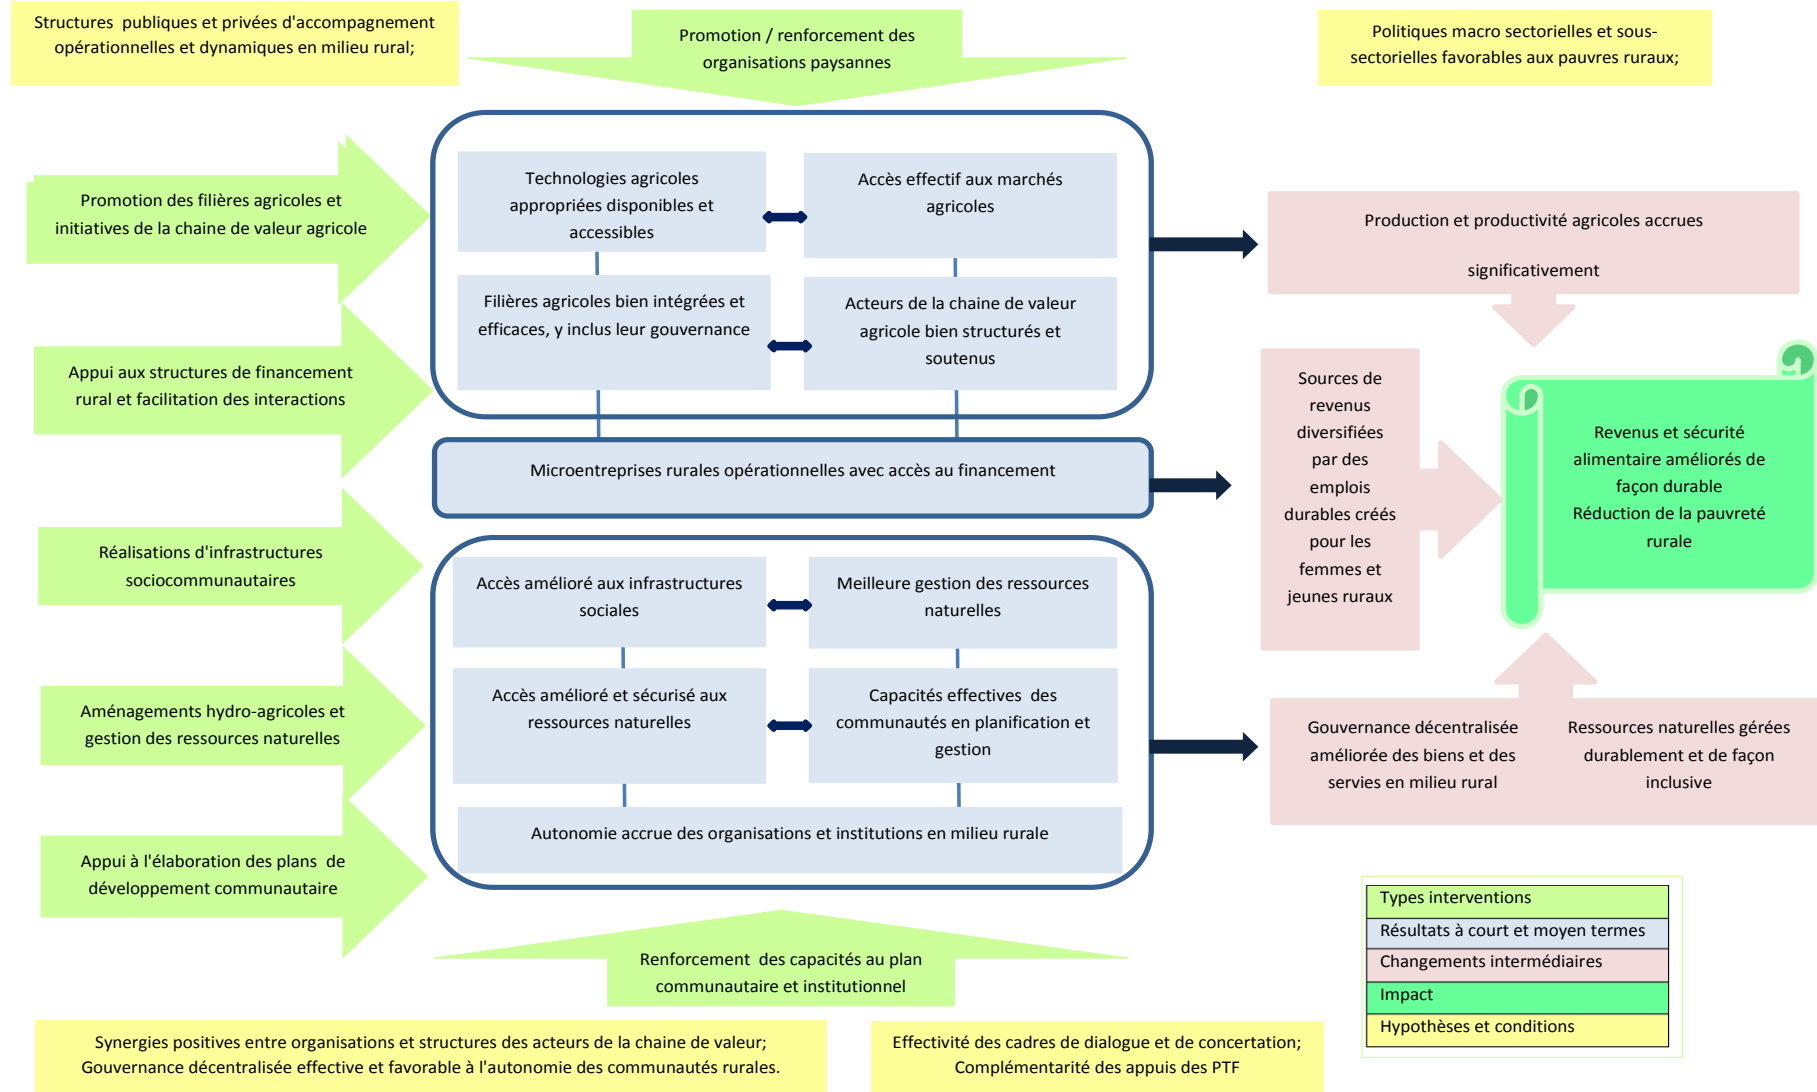 Structures  publiques et privées d'accompagnement
opérationnelles et dynamiques en milieu rural;
Promotion / renforcement des
organisations paysannes
Politiques macro sectorielles et sous-
sectorielles favorables aux pauvres ruraux;
Promotion des filières agricoles et
initiatives de la chaine de valeur agricole
Appui aux structures de financement
rural et facilitation des interactions
Réalisations d'infrastructures
sociocommunautaires
Aménagements hydro-agricoles et
gestion des ressources naturelles
Appui à l'élaboration des plans  de
développement communautaire
Technologies agricoles
appropriées disponibles et
accessibles
Accès effectif aux marchés
agricoles
Filières agricoles bien intégrées et
efficaces, y inclus leur gouvernance
Acteurs de la chaine de valeur
agricole bien structurés et
soutenus
Microentreprises rurales opérationnelles avec accès au financement
Accès amélioré aux infrastructures
sociales
Meilleure gestion des ressources
naturelles
Accès amélioré et sécurisé aux
ressources naturelles
Capacités effectives  des
communautés en planification et
gestion
Autonomie accrue des organisations et institutions en milieu rurale
Renforcement  des capacités au plan
communautaire et institutionnel
Production et productivité agricoles accrues
significativement
Sources de
revenus
diversifiées
par des
emplois
durables créés
pour les
femmes et
jeunes ruraux
Revenus et sécurité
alimentaire améliorés de
façon durable
Réduction de la pauvreté
rurale
Gouvernance décentralisée
améliorée des biens et des
servies en milieu rural
Ressources naturelles gérées
durablement et de façon
inclusive
Types interventions
Résultats à court et moyen termes
Changements intermédiaires
Impact
Hypothèses et conditions
Synergies positives entre organisations et structures des acteurs de la chaine de valeur;
Gouvernance décentralisée effective et favorable à l'autonomie des communautés rurales.
Effectivité des cadres de dialogue et de concertation;
Complémentarité des appuis des PTF